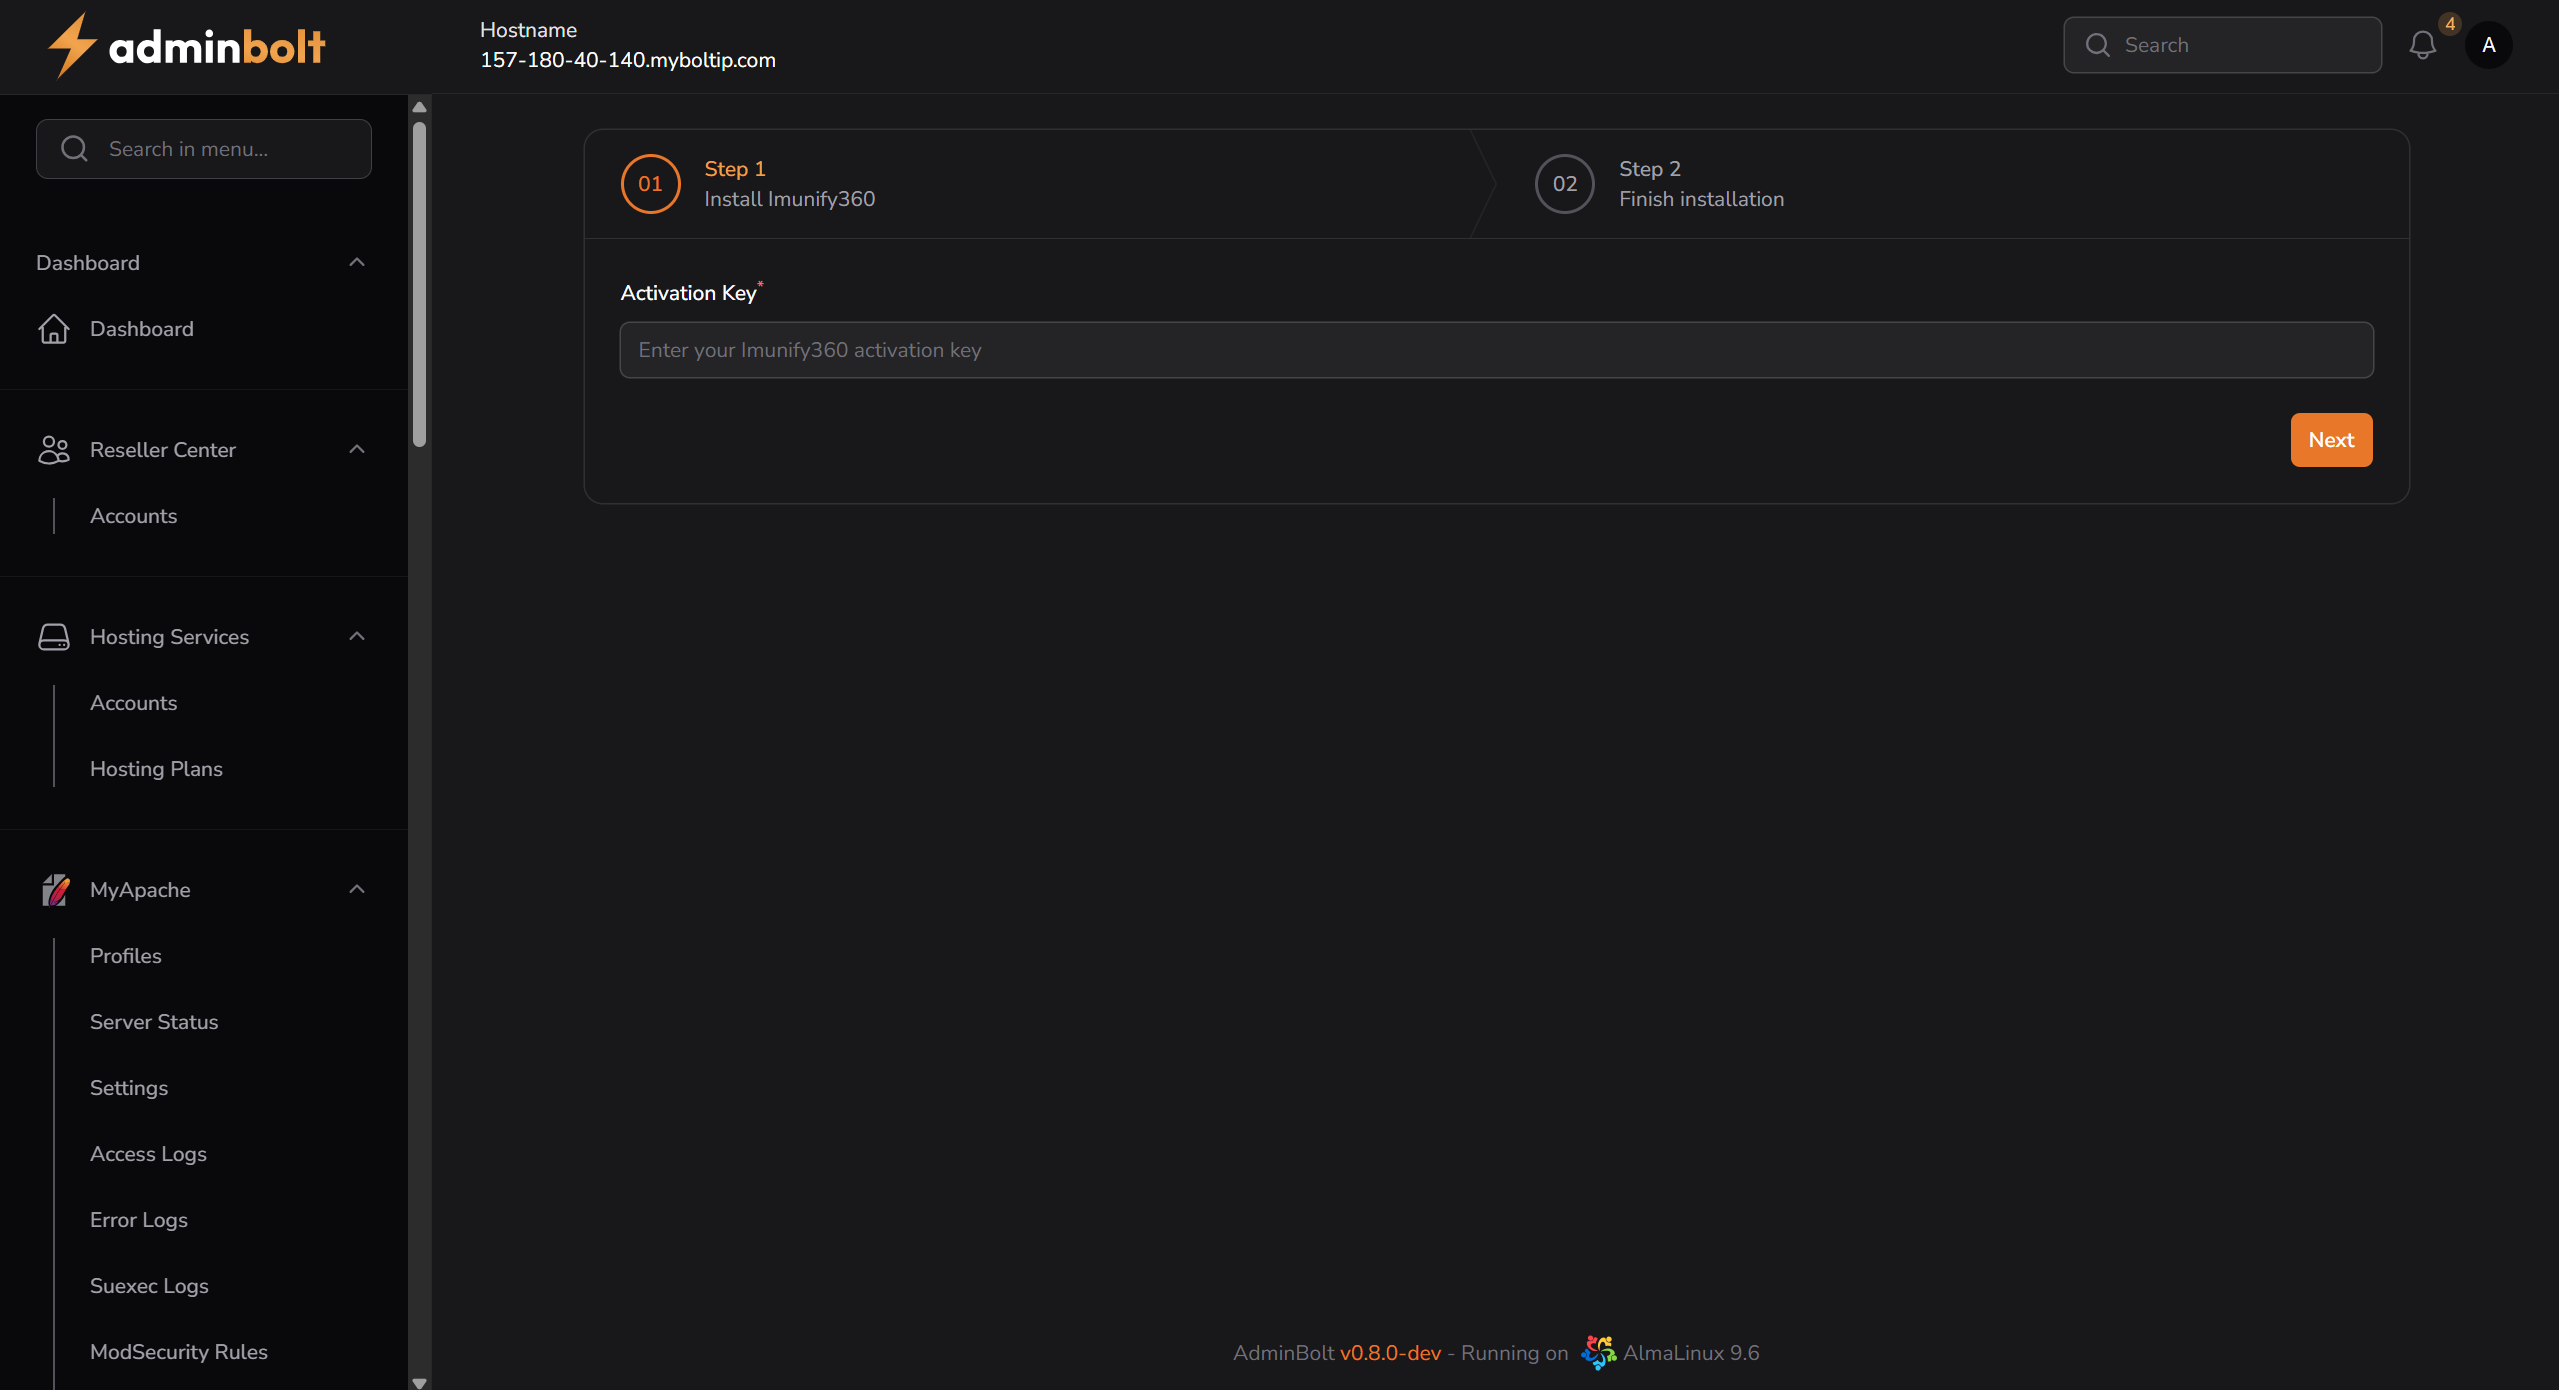 adminbolt
Hostname
157-180-40-140.myboltip.com
Search
4
A
Search in menu...
Dashboard
Dashboard
Reseller Center
Accounts
Hosting Services
Accounts
Hosting Plans
MyApache
Profiles
Server Status
Settings
Access Logs
Error Logs
Suexec Logs
ModSecurity Rules
01
Step 1
Install Imunify360
02
Step 2
Finish installation
Activation Key*
Enter your Imunify360 activation key
Next
AdminBolt v0.8.0-dev - Running on AlmaLinux 9.6